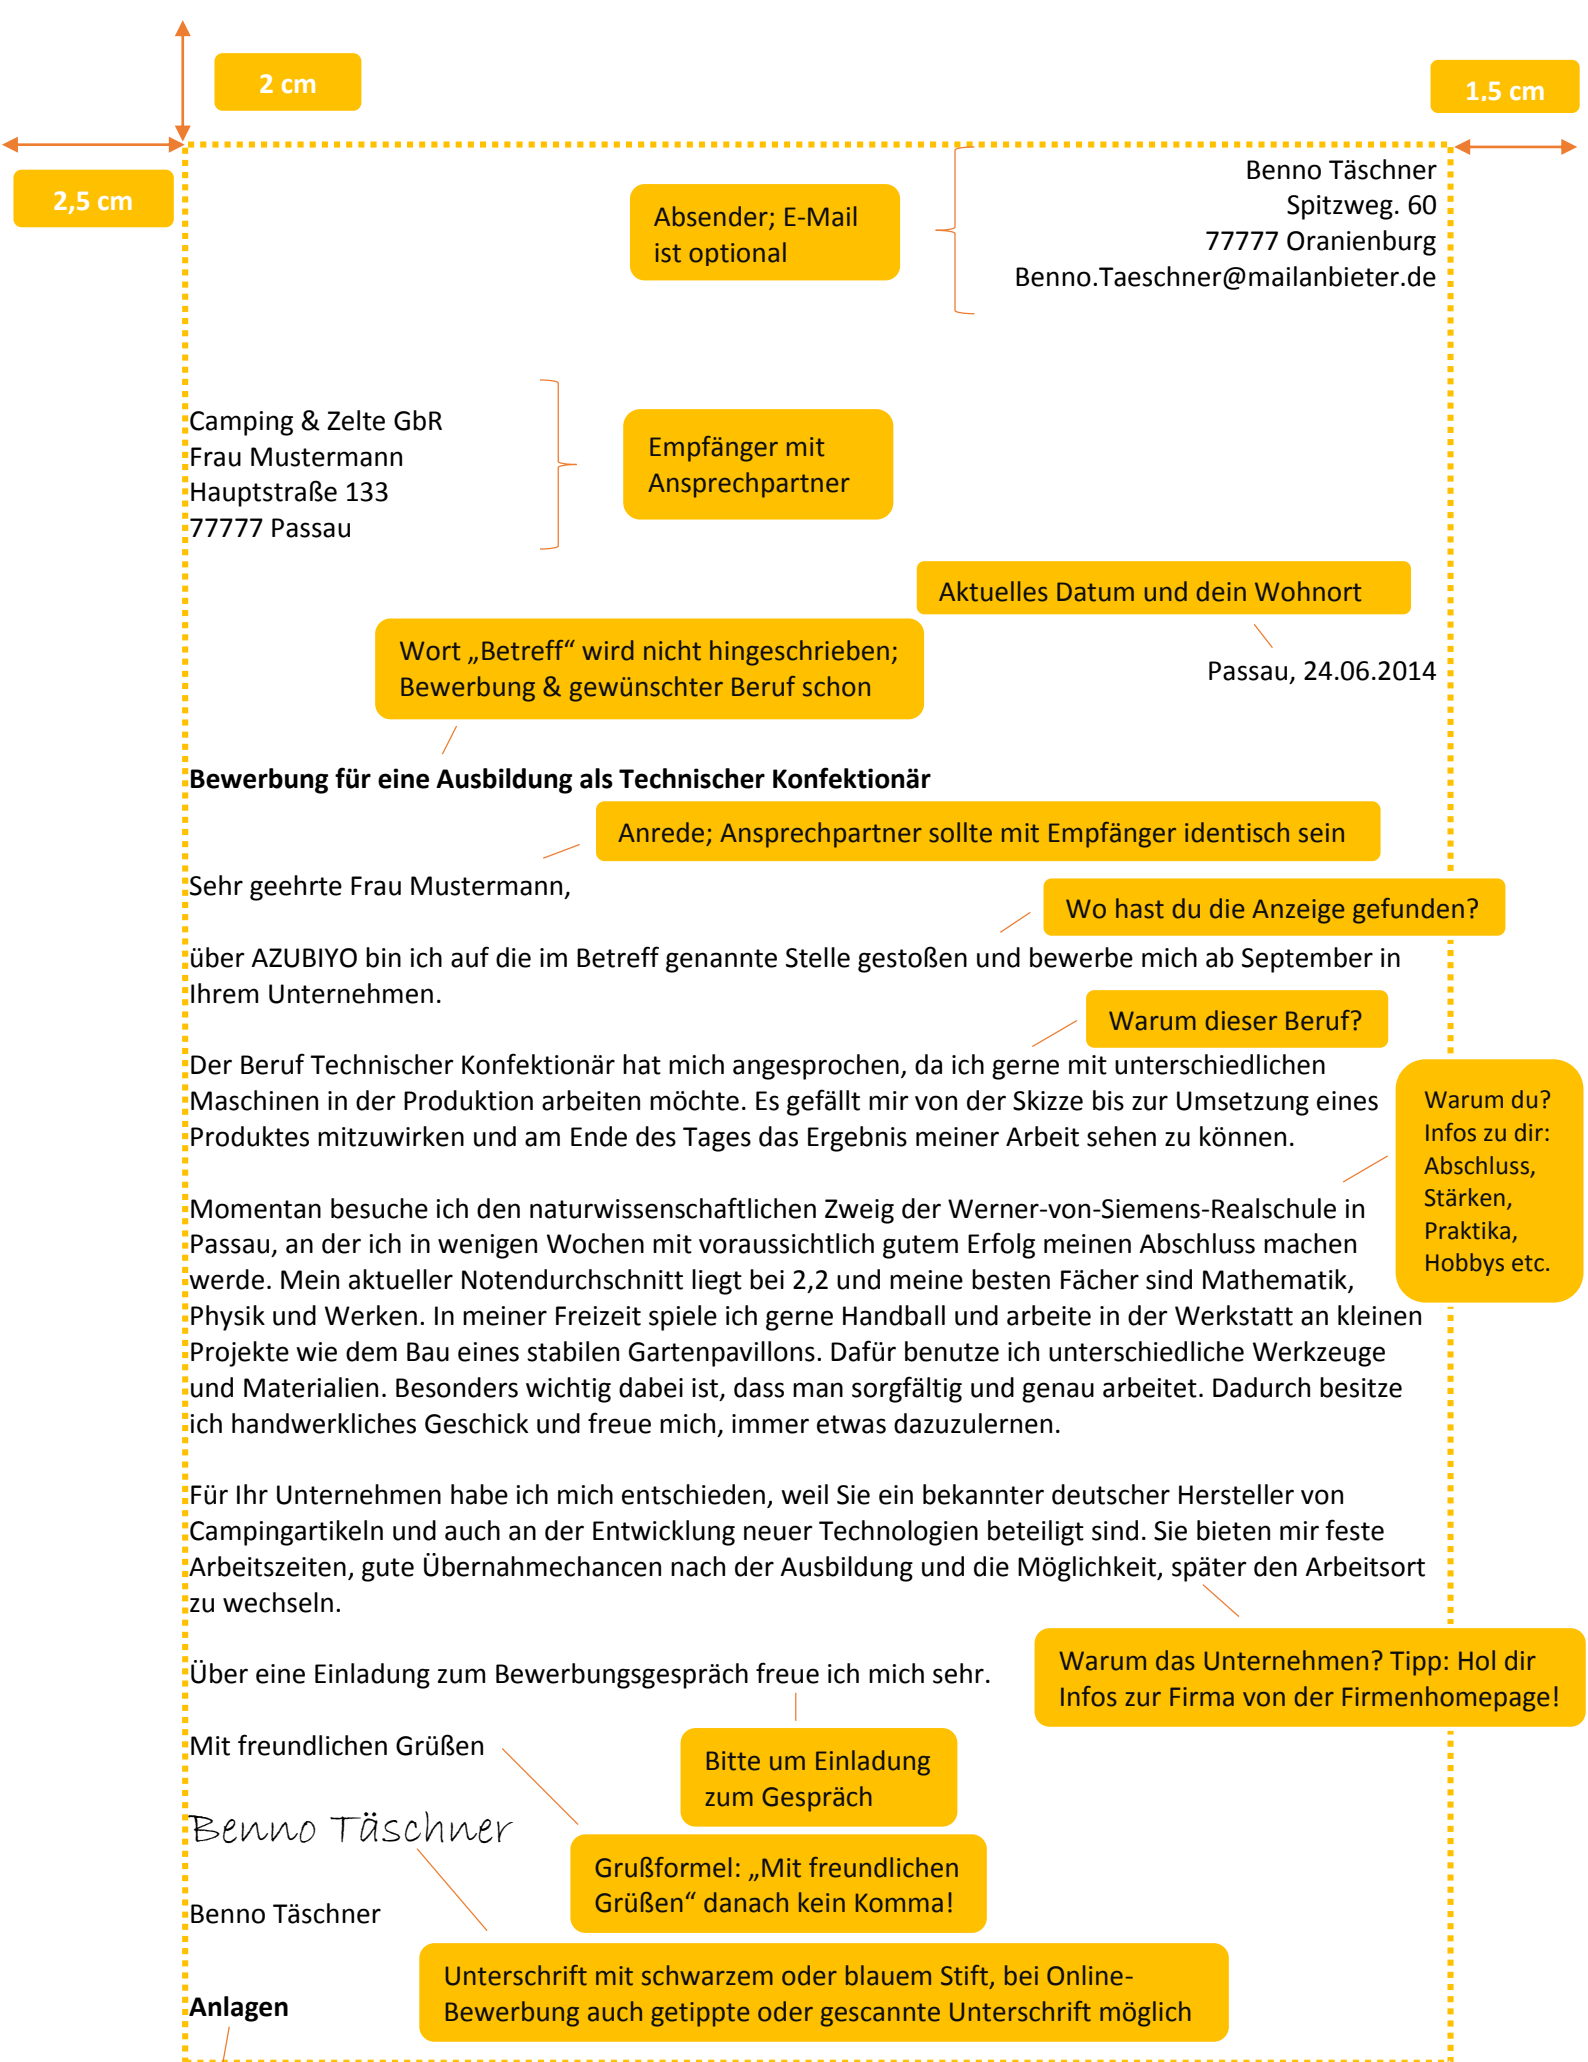 2 cm
1,5 cm
2,5 cm
Absender; E-Mail
ist optional
Benno Täschner
Spitzweg. 60
77777 Oranienburg
Benno.Taeschner@mailanbieter.de
Camping & Zelte GbR
Frau Mustermann
Hauptstraße 133
77777 Passau
Empfänger mit
Ansprechpartner
Aktuelles Datum und dein Wohnort
Wort „Betreff“ wird nicht hingeschrieben;
Bewerbung & gewünschter Beruf schon
Passau, 24.06.2014
Bewerbung für eine Ausbildung als Technischer Konfektionär
Anrede; Ansprechpartner sollte mit Empfänger identisch sein
Sehr geehrte Frau Mustermann,
Wo hast du die Anzeige gefunden?
über AZUBIYO bin ich auf die im Betreff genannte Stelle gestoßen und bewerbe mich ab September in
Ihrem Unternehmen.
Warum dieser Beruf?
Der Beruf Technischer Konfektionär hat mich angesprochen, da ich gerne mit unterschiedlichen
Maschinen in der Produktion arbeiten möchte. Es gefällt mir von der Skizze bis zur Umsetzung eines
Produktes mitzuwirken und am Ende des Tages das Ergebnis meiner Arbeit sehen zu können.
Warum du?
Infos zu dir:
Abschluss,
Stärken,
Praktika,
Hobbys etc.
Momentan besuche ich den naturwissenschaftlichen Zweig der Werner-von-Siemens-Realschule in
Passau, an der ich in wenigen Wochen mit voraussichtlich gutem Erfolg meinen Abschluss machen
werde. Mein aktueller Notendurchschnitt liegt bei 2,2 und meine besten Fächer sind Mathematik,
Physik und Werken. In meiner Freizeit spiele ich gerne Handball und arbeite in der Werkstatt an kleinen
Projekte wie dem Bau eines stabilen Gartenpavillons. Dafür benutze ich unterschiedliche Werkzeuge
und Materialien. Besonders wichtig dabei ist, dass man sorgfältig und genau arbeitet. Dadurch besitze
ich handwerkliches Geschick und freue mich, immer etwas dazuzulernen.
Für Ihr Unternehmen habe ich mich entschieden, weil Sie ein bekannter deutscher Hersteller von
Campingartikeln und auch an der Entwicklung neuer Technologien beteiligt sind. Sie bieten mir feste
Arbeitszeiten, gute Übernahmechancen nach der Ausbildung und die Möglichkeit, später den Arbeitsort
zu wechseln.
Warum das Unternehmen? Tipp: Hol dir
Infos zur Firma von der Firmenhomepage!
Über eine Einladung zum Bewerbungsgespräch freue ich mich sehr.
Bitte um Einladung
zum Gespräch
Mit freundlichen Grüßen
Grußformel: „Mit freundlichen
Grüßen“ danach kein Komma!
Benno Täschner
Benno Täschner
Unterschrift mit schwarzem oder blauem Stift, bei Online-
Bewerbung auch getippte oder gescannte Unterschrift möglich
Anlagen